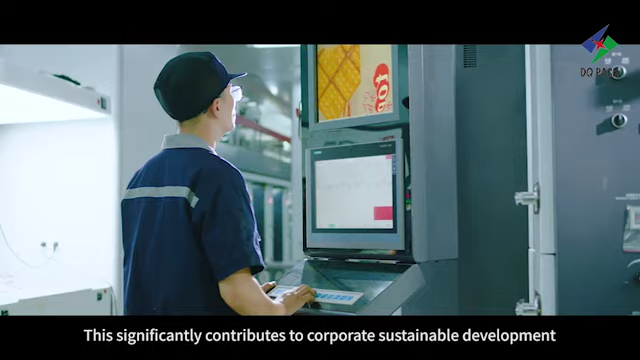 DQ PACK
This significantly contributes to corporate sustainable development